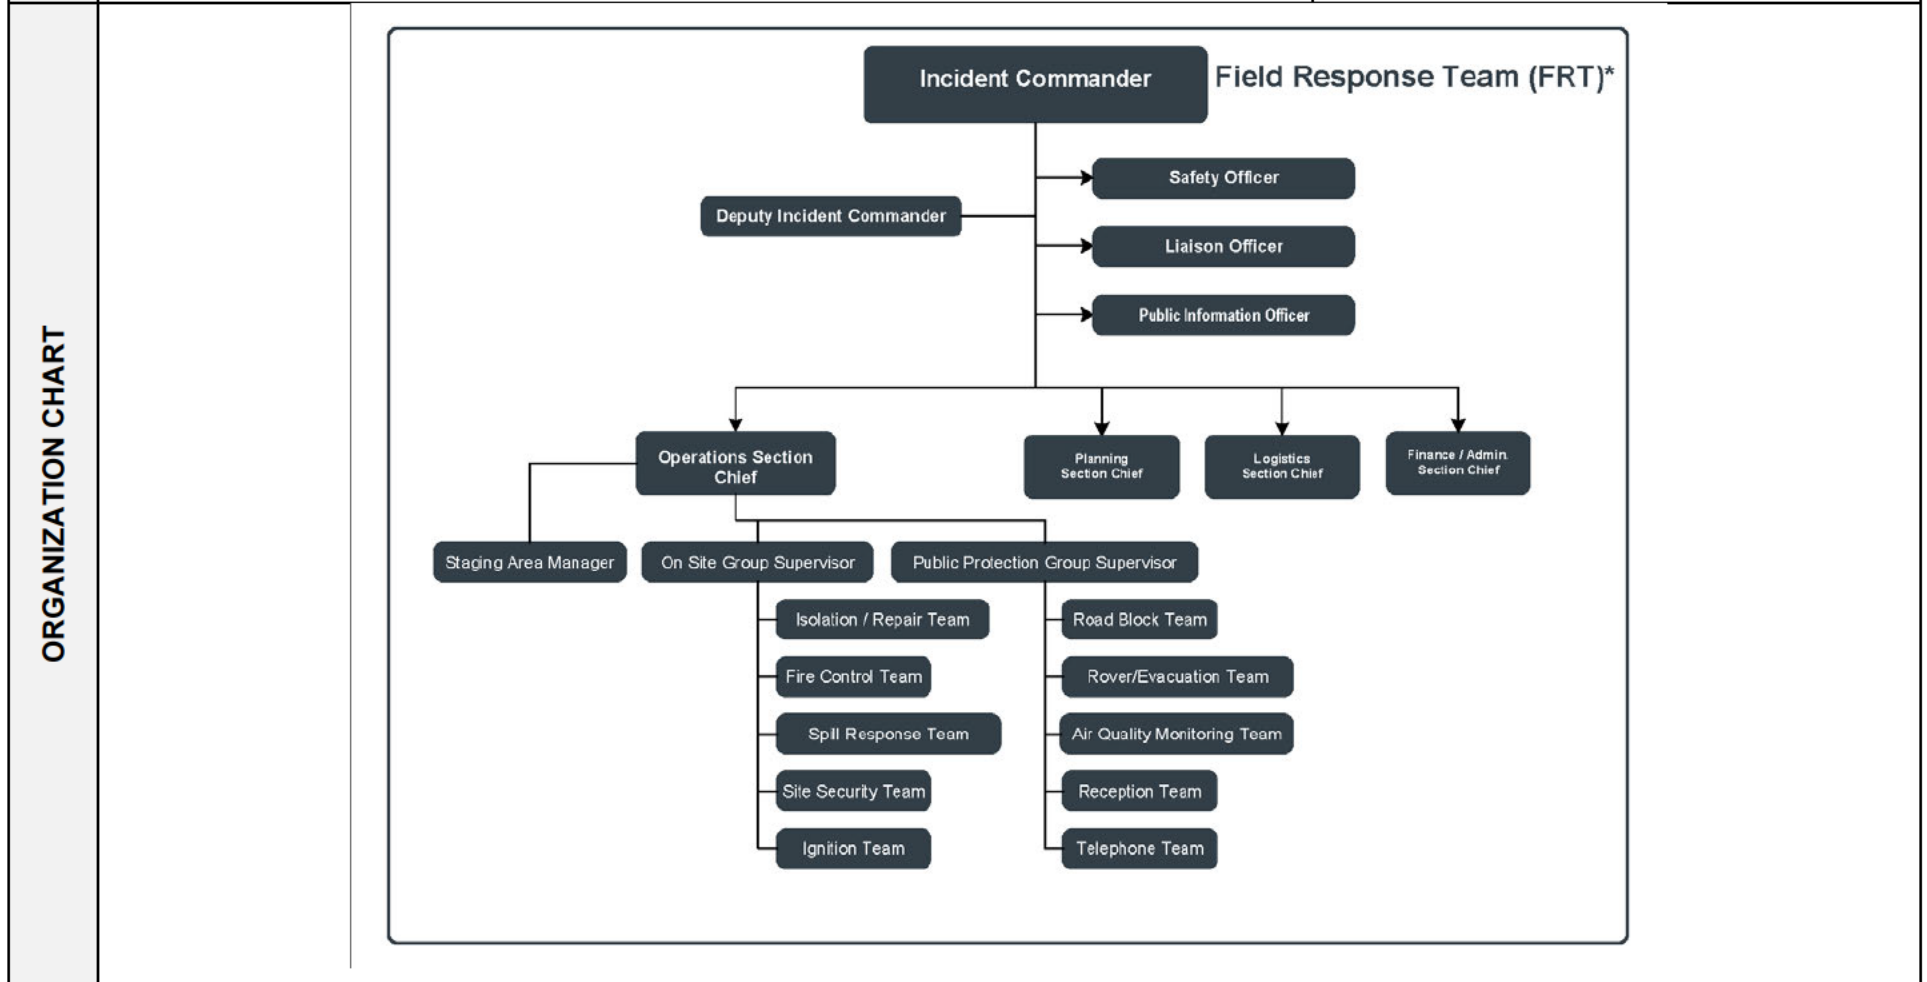 ORGANIZATION CHART
Incident Commander
Field Response Team (FRT)*
Safety Officer
Deputy Incident Commander
Liaison Officer
Public Information Officer
Operations Section
Chief
Planning
Section Chief
Logistics
Section Chief
Finance / Admin.
Section Chief
Staging Area Manager
On Site Group Supervisor
Public Protection Group Supervisor
Isolation / Repair Team
Road Block Team
Fire Control Team
Rover/Evacuation Team
Spill Response Team
Air Quality Monitoring Team
Site Security Team
Reception Team
Ignition Team
Telephone Team